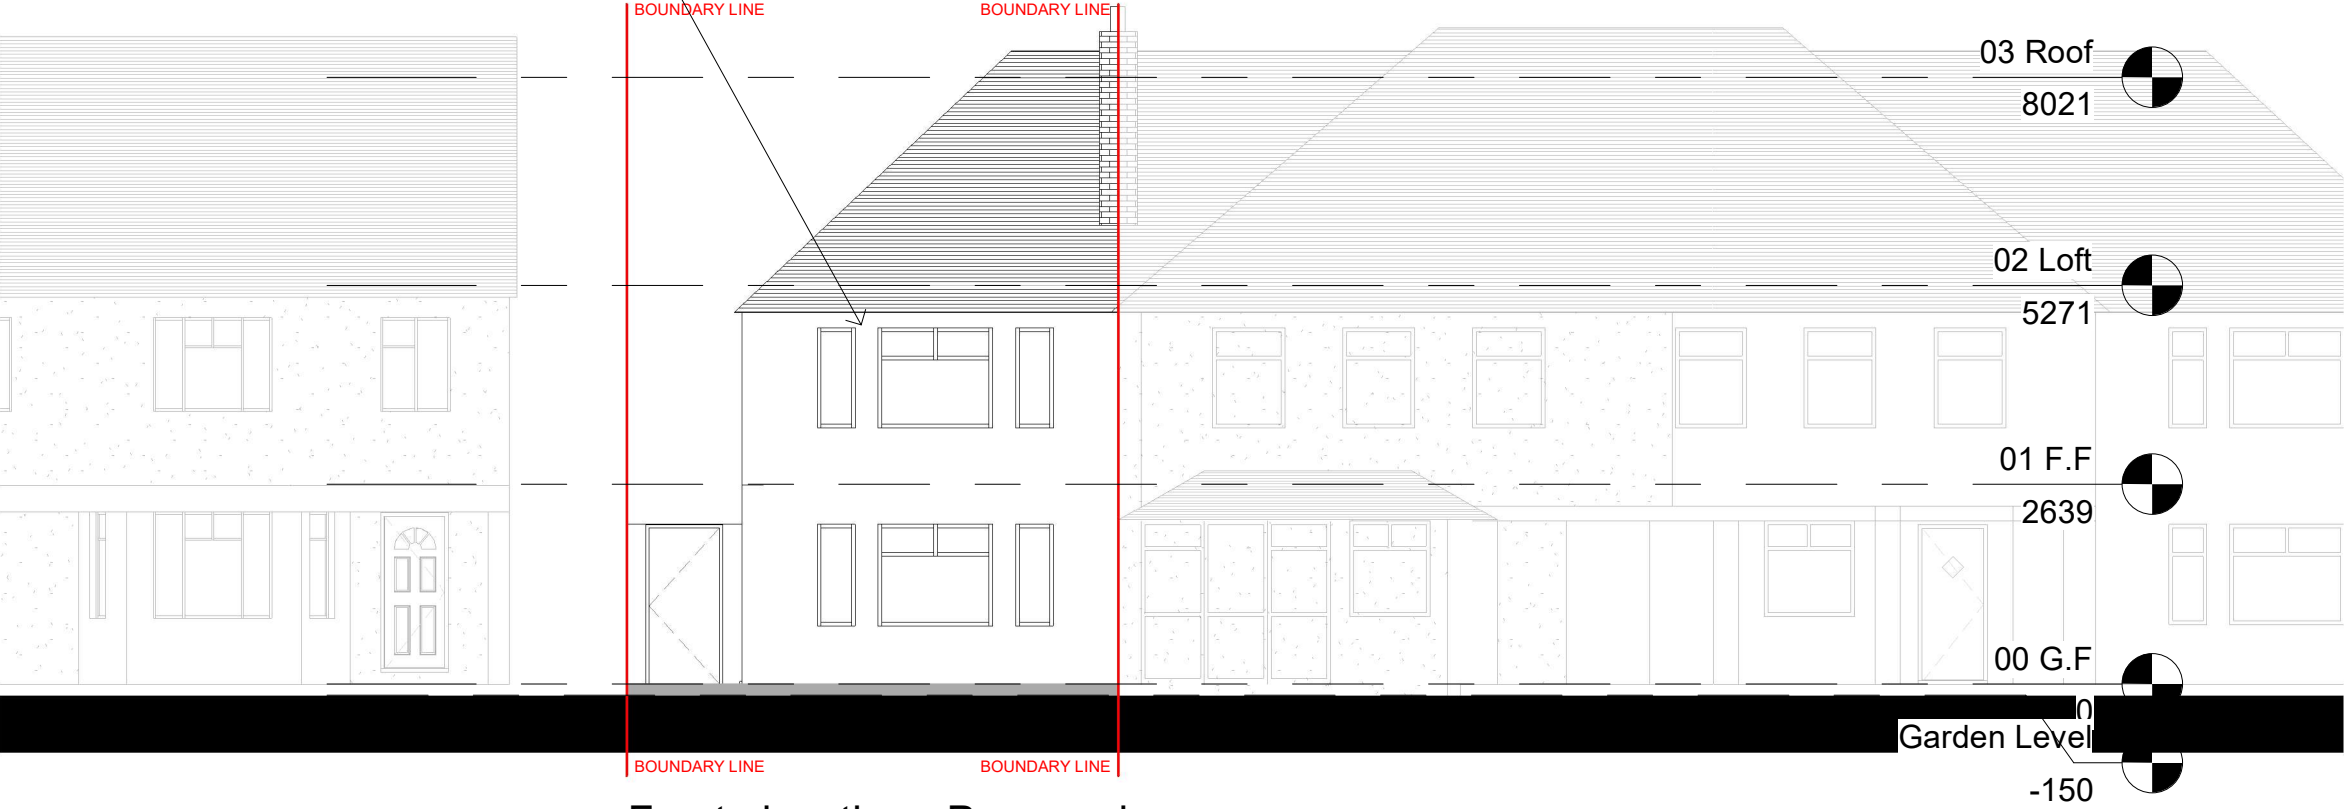 BOUNDARY LINE
BOUNDARY LINE
03 Roof
8021
02 Loft
5271
01 F.F
2639
00 G.F
0
Garden Level
-150
BOUNDARY LINE
BOUNDARY LINE